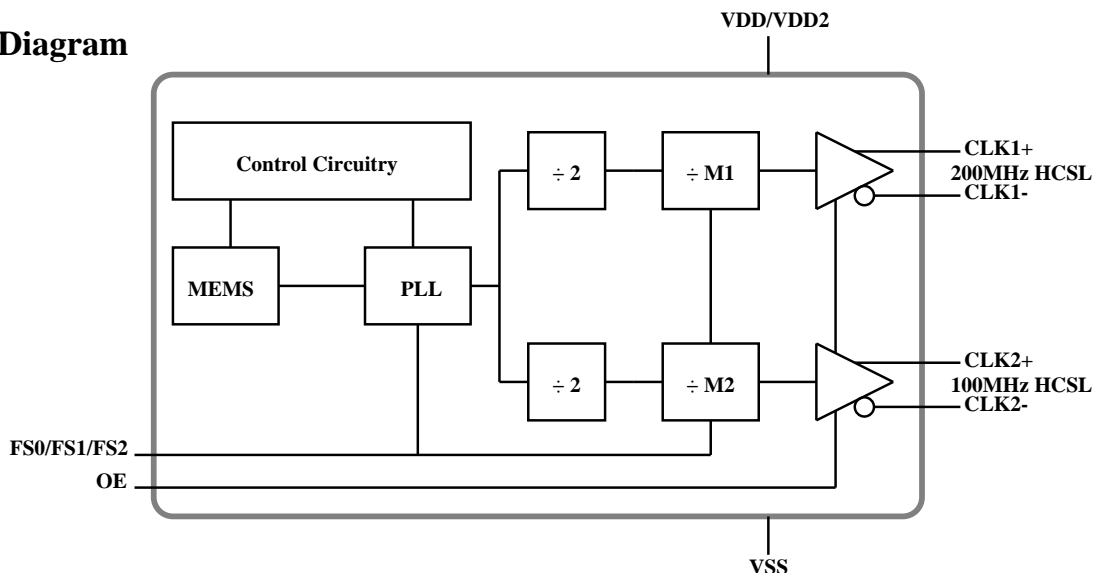 VDD/VDD2
Diagram
Control Circuitry
÷ 2
÷ M1
CLK1+
200MHz HCSL
CLK1-
MEMS
PLL
÷ 2
÷ M2
CLK2+
100MHz HCSL
CLK2-
FS0/FS1/FS2
OE
VSS